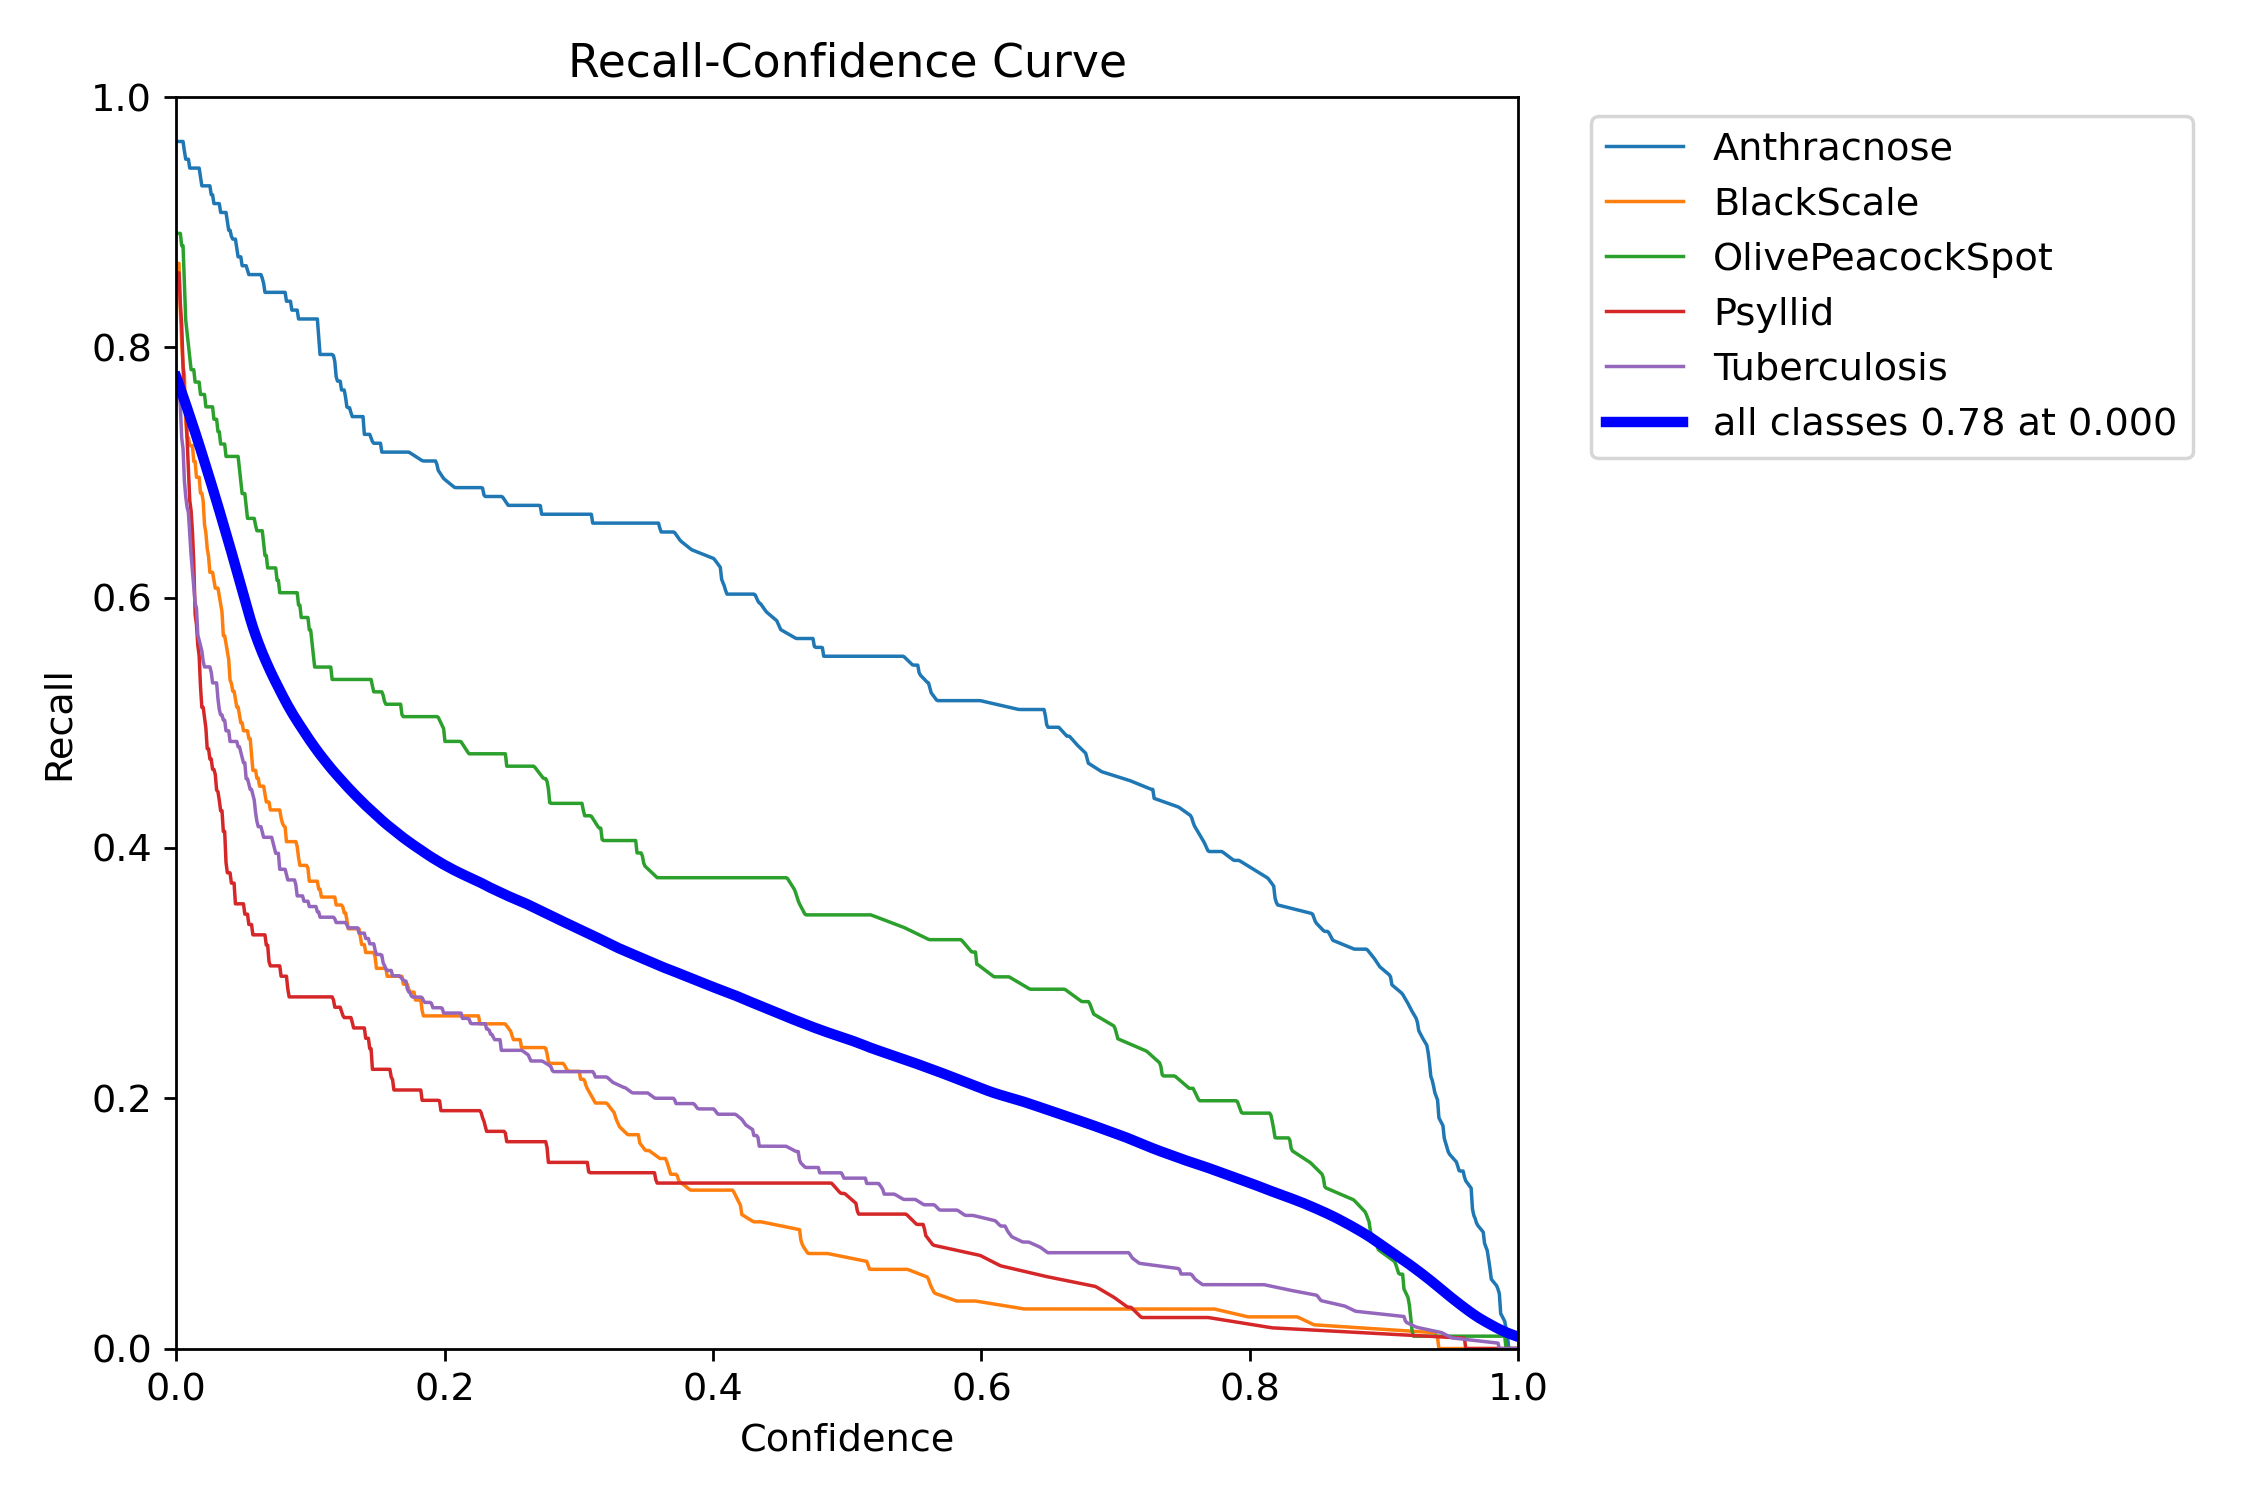 Recall-Confidence Curve
1.0
0.8
0.6
0.4
0.2
0.0
Recall
0.0 0.2 0.4 0.6 0.8 1.0
Confidence
Anthracnose
BlackScale
OlivePeacockSpot
Psyllid
Tuberculosis
all classes 0.78 at 0.000